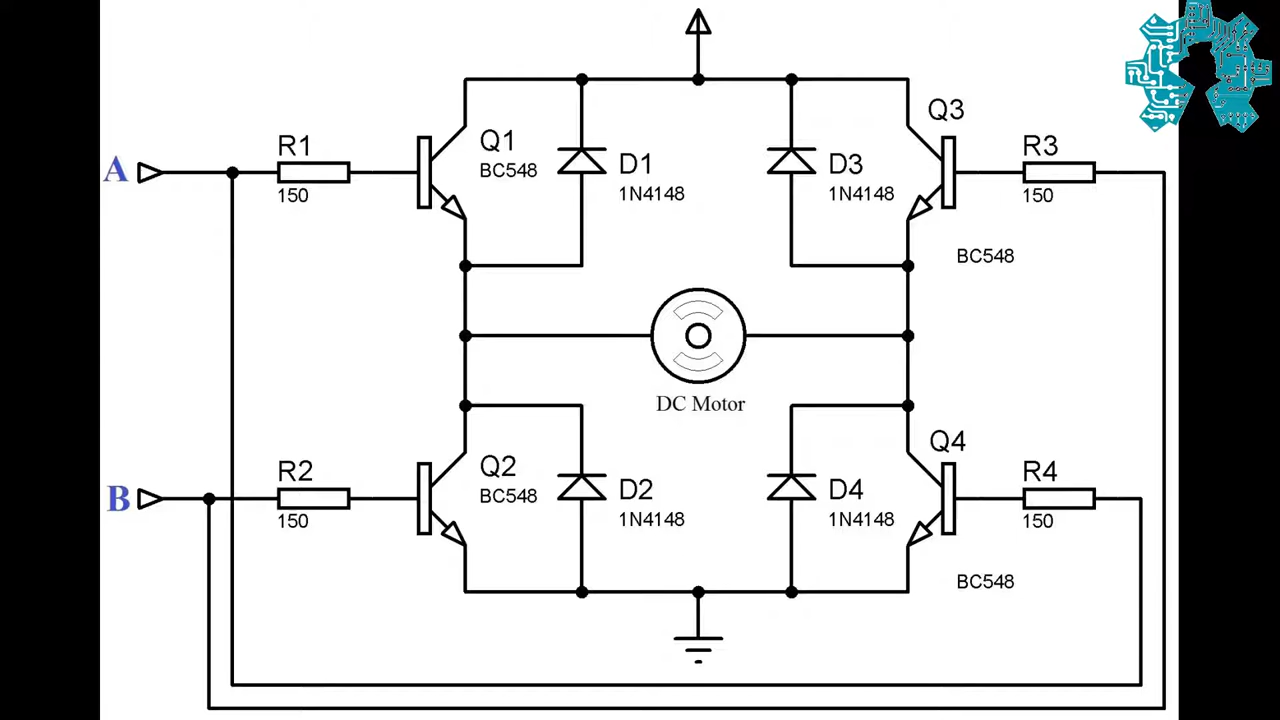 A
R1
150
Q1
BC548
D1
1N4148
D3
1N4148
Q3
BC548
R3
150
DC Motor
B
R2
150
Q2
BC548
D2
1N4148
D4
1N4148
Q4
BC548
R4
150